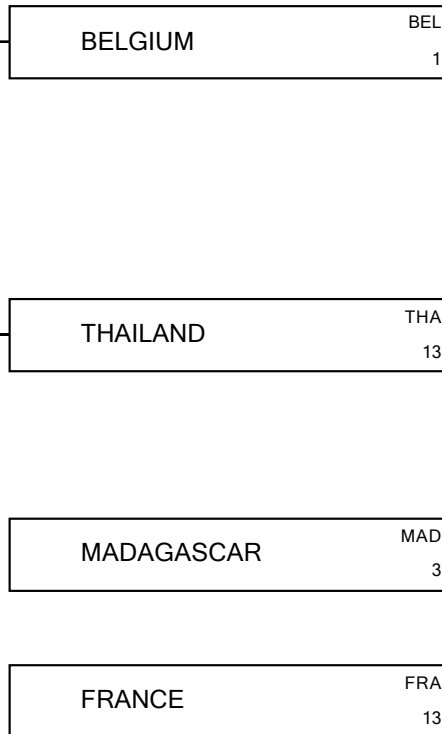 BEL
BELGIUM
1
THA
THAILAND
13
MAD
MADAGASCAR
3
FRA
FRANCE
13